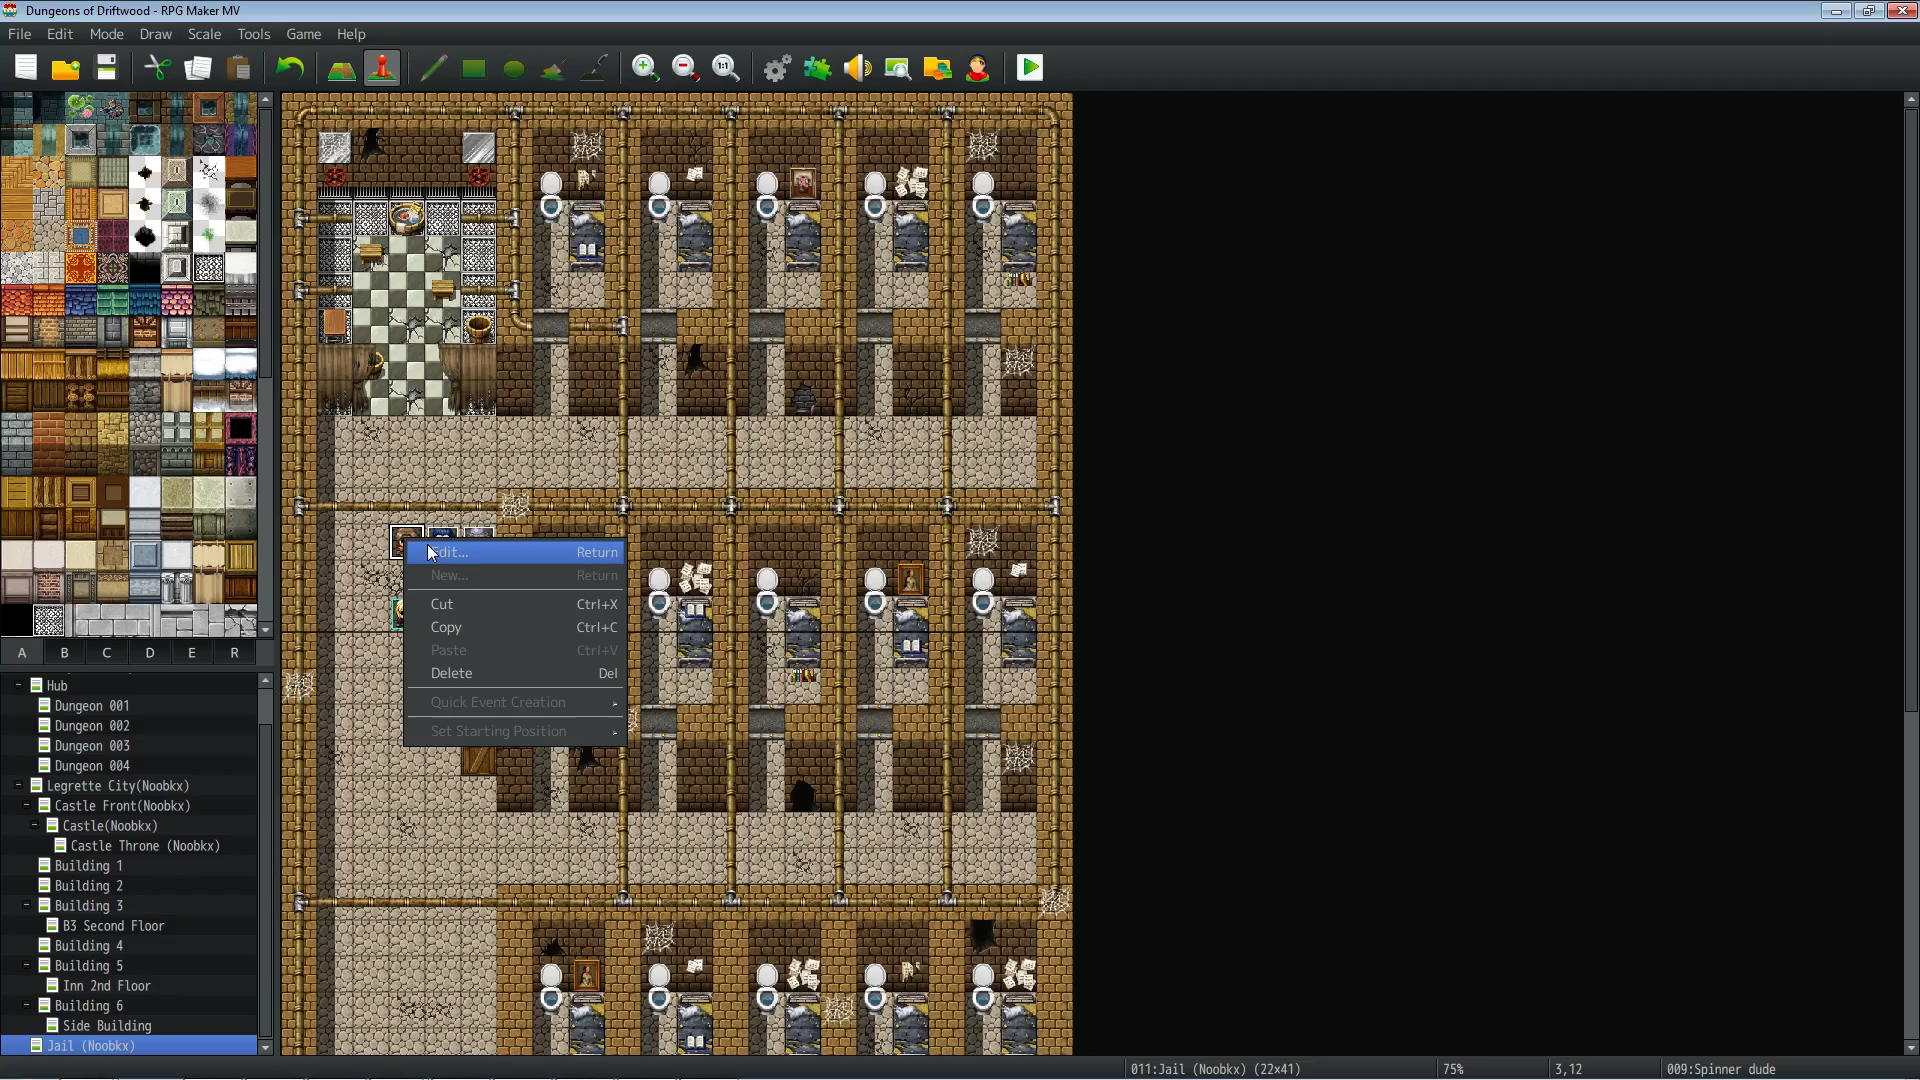 Dungeons of Driftwood - RPG Maker MV
File Edit Mode Draw Scale Tools Game Help
1:1
A B C D E R
Hub
Dungeon 001
Dungeon 002
Dungeon 003
Dungeon 004
Legrette City(Noobkx)
Castle Front(Noobkx)
Castle(Noobkx)
Castle Throne (Noobkx)
Building 1
Building 2
Building 3
B3 Second Floor
Building 4
Building 5
Inn 2nd Floor
Building 6
Side Building
Jail (Noobkx)
Edit... Return
New... Return
Cut Ctrl+X
Copy Ctrl+C
Paste Ctrl+V
Delete Del
Quick Event Creation
Set Starting Position
011:Jail (Noobkx) (22x41) 75% 3,12 009:Spinner dude